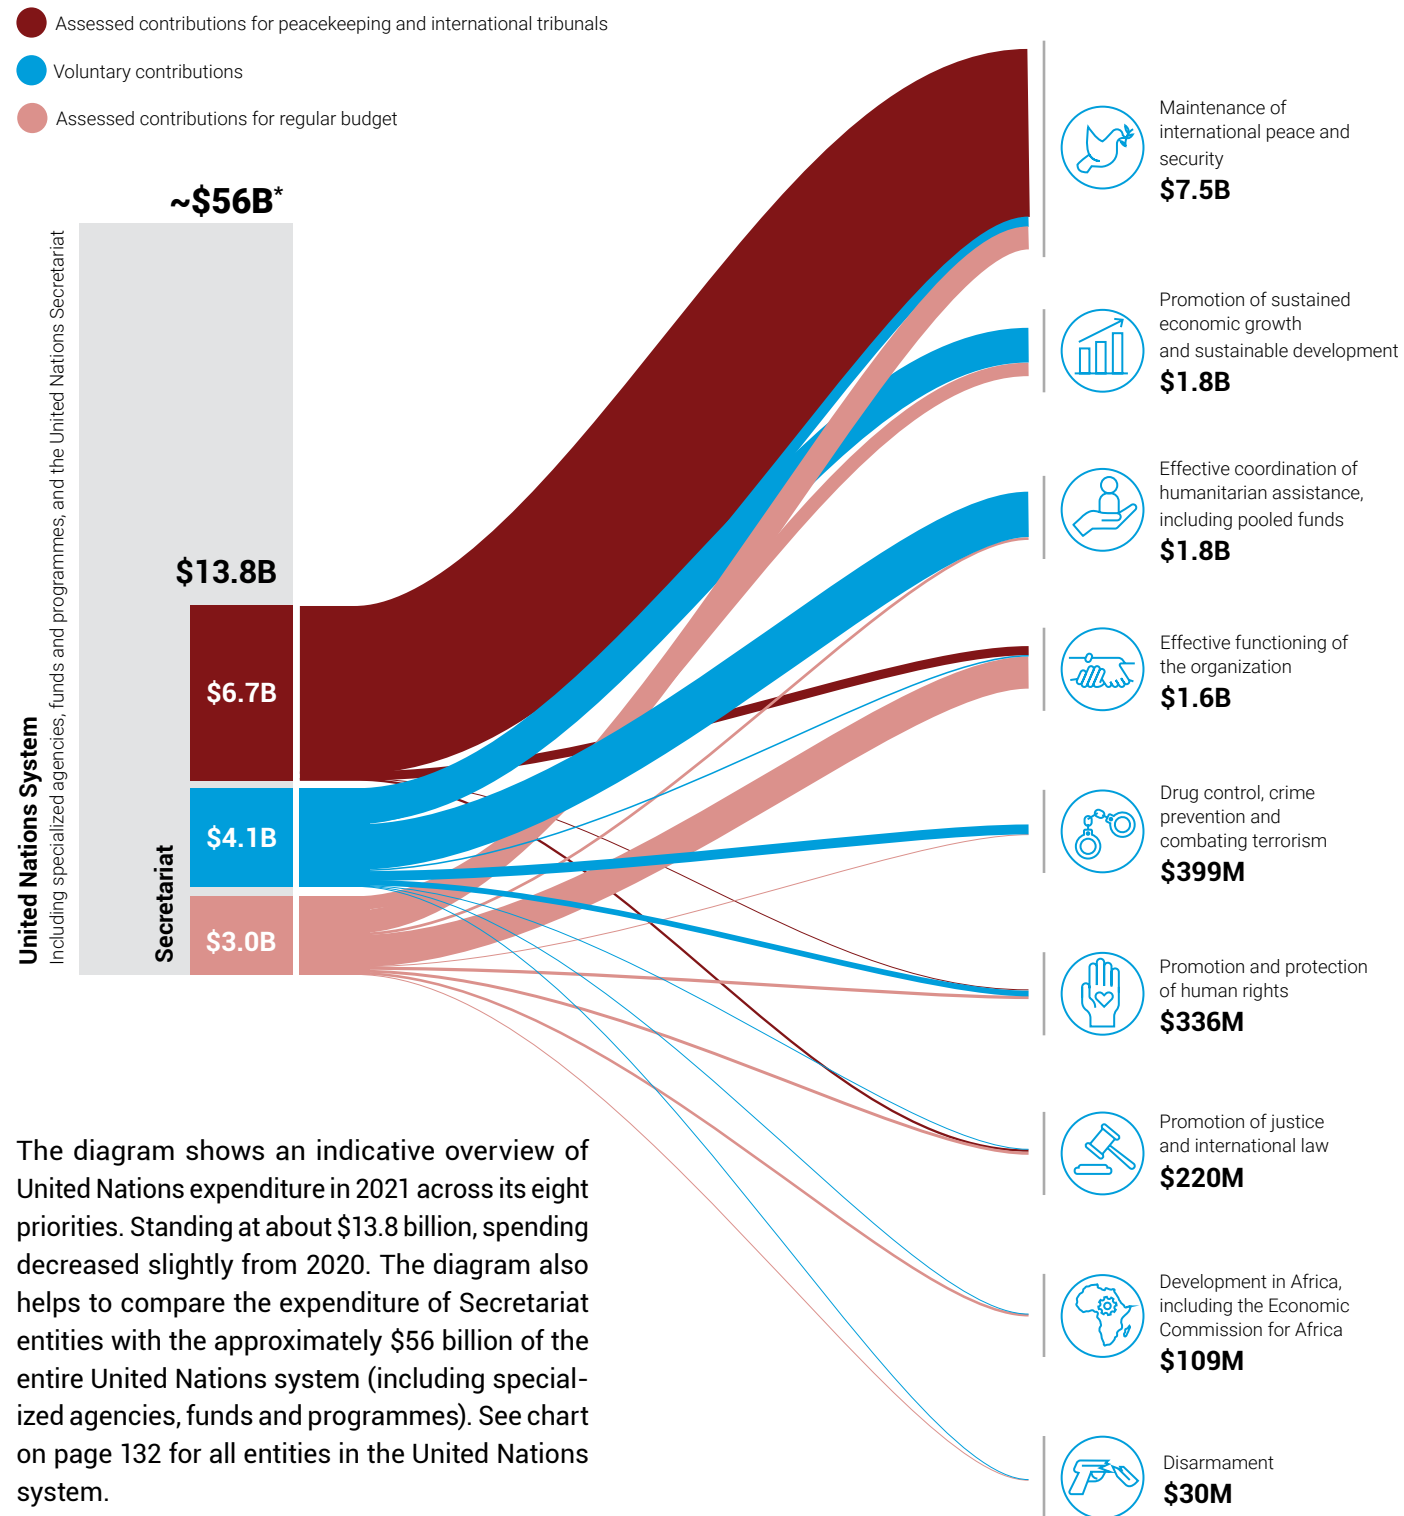 Assessed contributions for peacekeeping and international tribunals
Voluntary contributions
Assessed contributions for regular budget
~$56B*
United Nations System
Including specialized agencies, funds and programmes, and the United Nations Secretariat
$13.8B
Secretariat
$6.7B
$4.1B
$3.0B
Maintenance of
international peace and
security
$7.5B
Promotion of sustained
economic growth
and sustainable development
$1.8B
Effective coordination of
humanitarian assistance,
including pooled funds
$1.8B
Effective functioning of
the organization
$1.6B
Drug control, crime
prevention and
combating terrorism
$399M
Promotion and protection
of human rights
$336M
Promotion of justice
and international law
$220M
Development in Africa,
including the Economic
Commission for Africa
$109M
Disarmament
$30M
The diagram shows an indicative overview of
United Nations expenditure in 2021 across its eight
priorities. Standing at about $13.8 billion, spending
decreased slightly from 2020. The diagram also
helps to compare the expenditure of Secretariat
entities with the approximately $56 billion of the
entire United Nations system (including special-
ized agencies, funds and programmes). See chart
on page 132 for all entities in the United Nations
system.